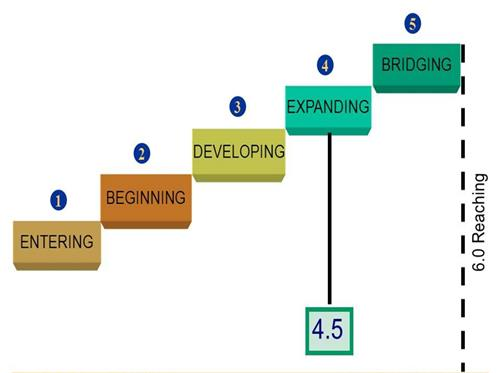 5
BRIDGING
4
EXPANDING
3
DEVELOPING
2
BEGINNING
1
ENTERING
4.5
6.0 Reaching